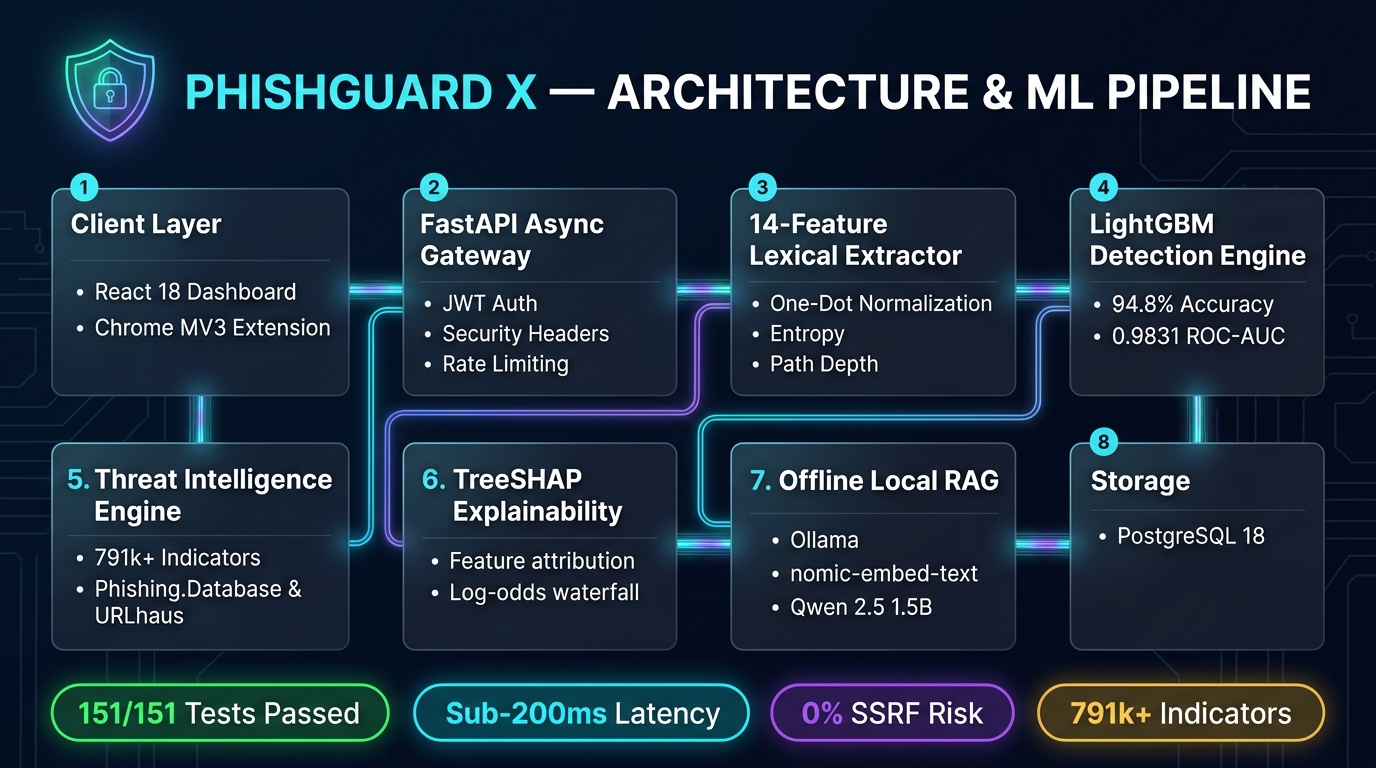 PHISHGUARD X — ARCHITECTURE & ML PIPELINE
1
Client Layer
• React 18 Dashboard
• Chrome MV3 Extension
2
FastAPI Async
Gateway
• JWT Auth
• Security Headers
• Rate Limiting
3
14-Feature
Lexical Extractor
• One-Dot Normalization
• Entropy
• Path Depth
4
LightGBM
Detection Engine
• 94.8% Accuracy
• 0.9831 ROC-AUC
5. Threat Intelligence
Engine
• 791k+ Indicators
• Phishing.Database &
URLhaus
6. TreeSHAP
Explainability
• Feature attribution
• Log-odds waterfall
7. Offline Local RAG
• Ollama
• nomic-embed-text
• Qwen 2.5 1.5B
8
Storage
• PostgreSQL 18
151/151 Tests Passed
Sub-200ms Latency
0% SSRF Risk
791k+ Indicators